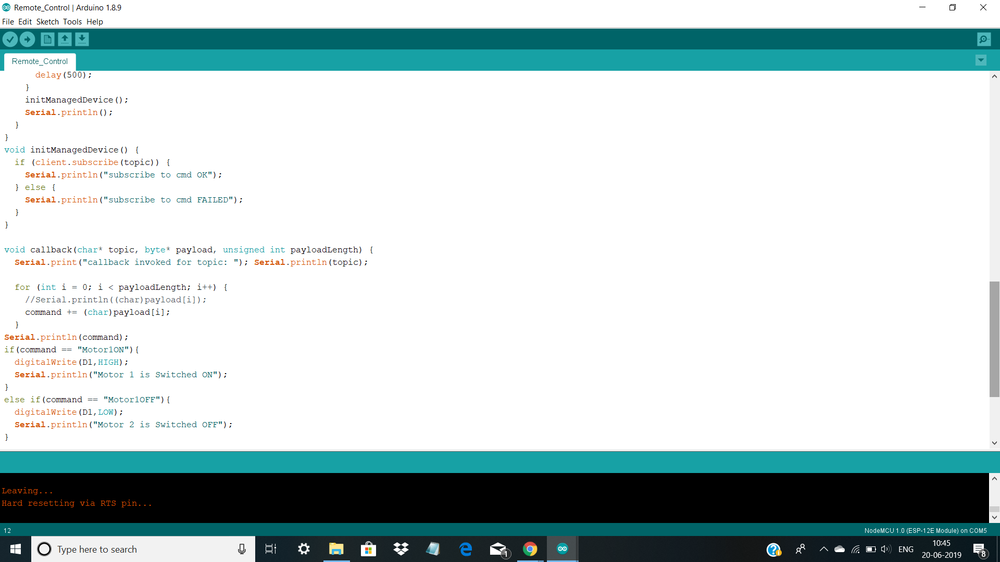 Remote_Control | Arduino 1.8.9
File Edit Sketch Tools Help
Remote_Control
      delay(500);
    }
    initManagedDevice();
    Serial.println();
  }
}
void initManagedDevice() {
  if (client.subscribe(topic)) {
    Serial.println("subscribe to cmd OK");
  } else {
    Serial.println("subscribe to cmd FAILED");
  }
}
void callback(char* topic, byte* payload, unsigned int payloadLength) {
  Serial.print("callback invoked for topic: "); Serial.println(topic);
  for (int i = 0; i < payloadLength; i++) {
    //Serial.println((char)payload[i]);
    command += (char)payload[i];
  }
Serial.println(command);
if(command == "Motor1ON"){
  digitalWrite(D1,HIGH);
  Serial.println("Motor 1 is Switched ON");
}
else if(command == "Motor1OFF"){
  digitalWrite(D1,LOW);
  Serial.println("Motor 2 is Switched OFF");
}
Leaving...
Hard resetting via RTS pin...
12
NodeMCU 1.0 (ESP-12E Module) on COM5
Type here to search
1
ENG
10:45
20-06-2019
8